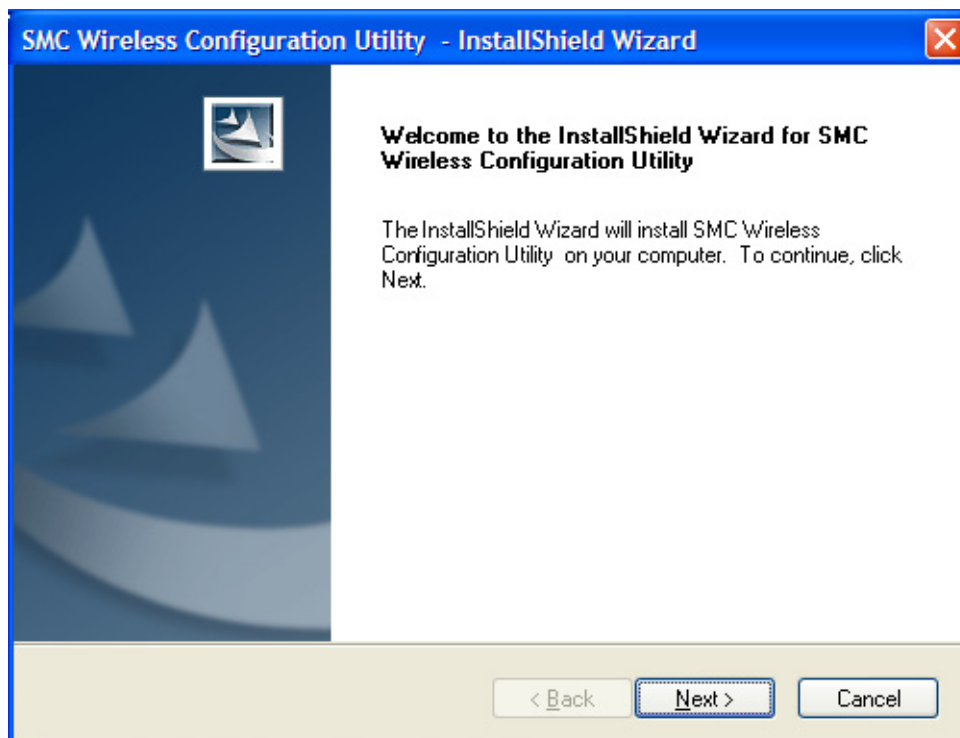 SMC Wireless Configuration Utility - InstallShield Wizard
Welcome to the InstallShield Wizard for SMC
Wireless Configuration Utility
The InstallShield Wizard will install SMC Wireless
Configuration Utility on your computer. To continue, click
Next.
< Back
Next >
Cancel